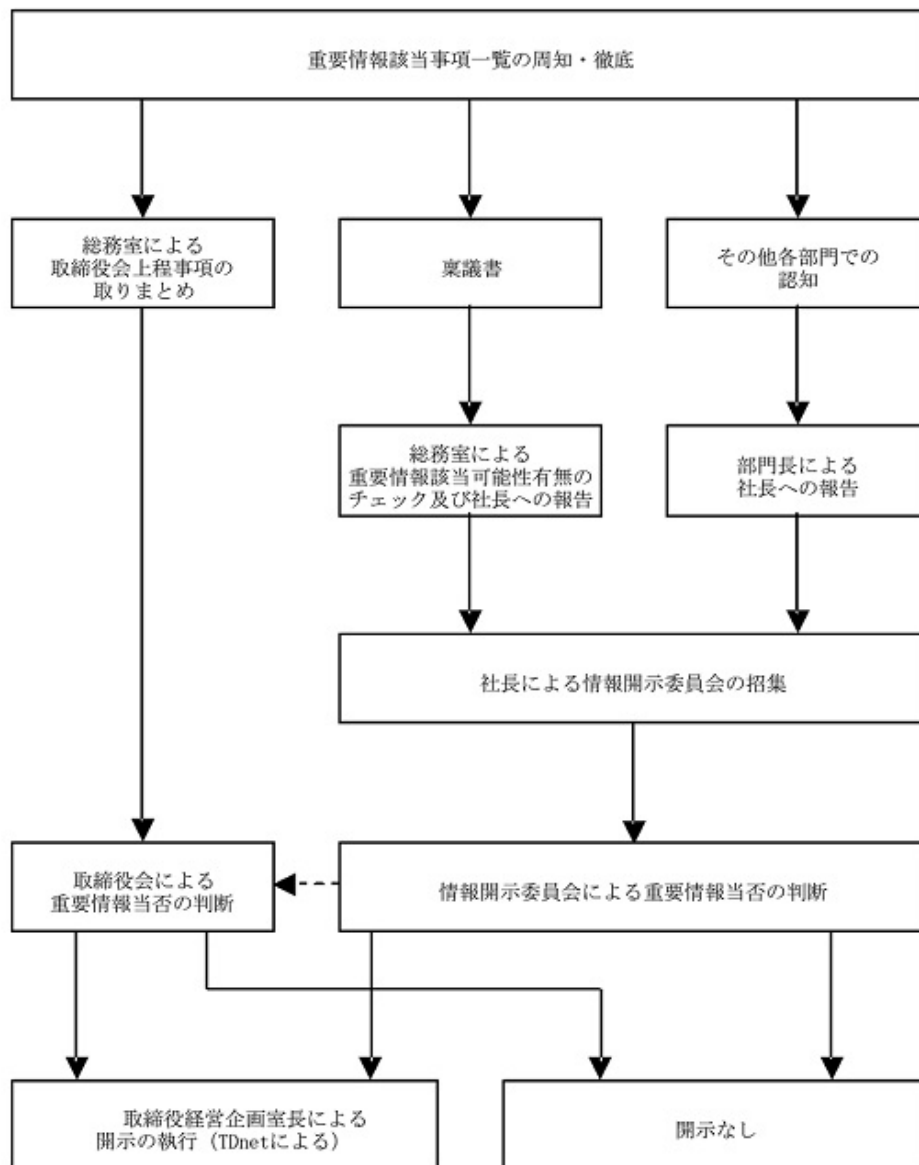 重要情報該当事項一覧の周知・徹底
総務室による
取締役会上程事項の
取りまとめ
稟議書
その他各部門での
認知
総務室による
重要情報該当可能性有無の
チェック及び社長への報告
部門長による
社長への報告
社長による情報開示委員会の招集
取締役会による
重要情報当否の判断
情報開示委員会による重要情報当否の判断
取締役経営企画室長による
開示の執行（TDnetによる）
開示なし